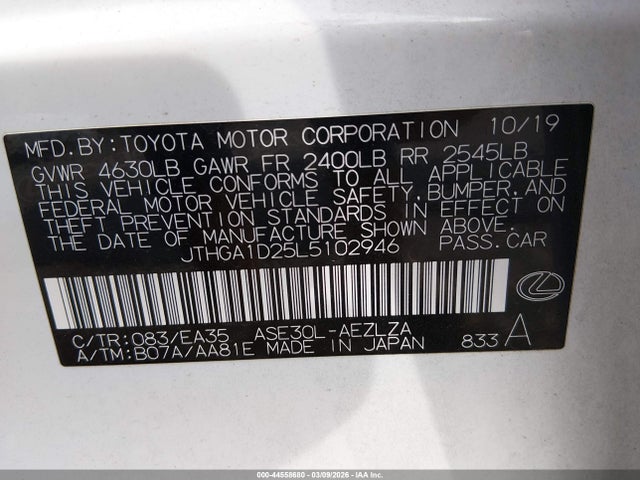 MFD. BY: TOYOTA MOTOR CORPORATION 10/19
GVWR 4630LB GAWR FR 2400LB RR 2545LB
THIS VEHICLE CONFORMS TO ALL APPLICABLE
FEDERAL MOTOR VEHICLE SAFETY, BUMPER, AND
THEFT PREVENTION STANDARDS IN EFFECT ON
THE DATE OF MANUFACTURE SHOWN ABOVE.
JTHGA1D25L5102946 PASS. CAR
C/TR: 083/EA35 ASE30L-AEZLZA
A/TM: B07A/AA81E MADE IN JAPAN 833 A
000-44558680 - 03/09/2026 - IAA Inc.